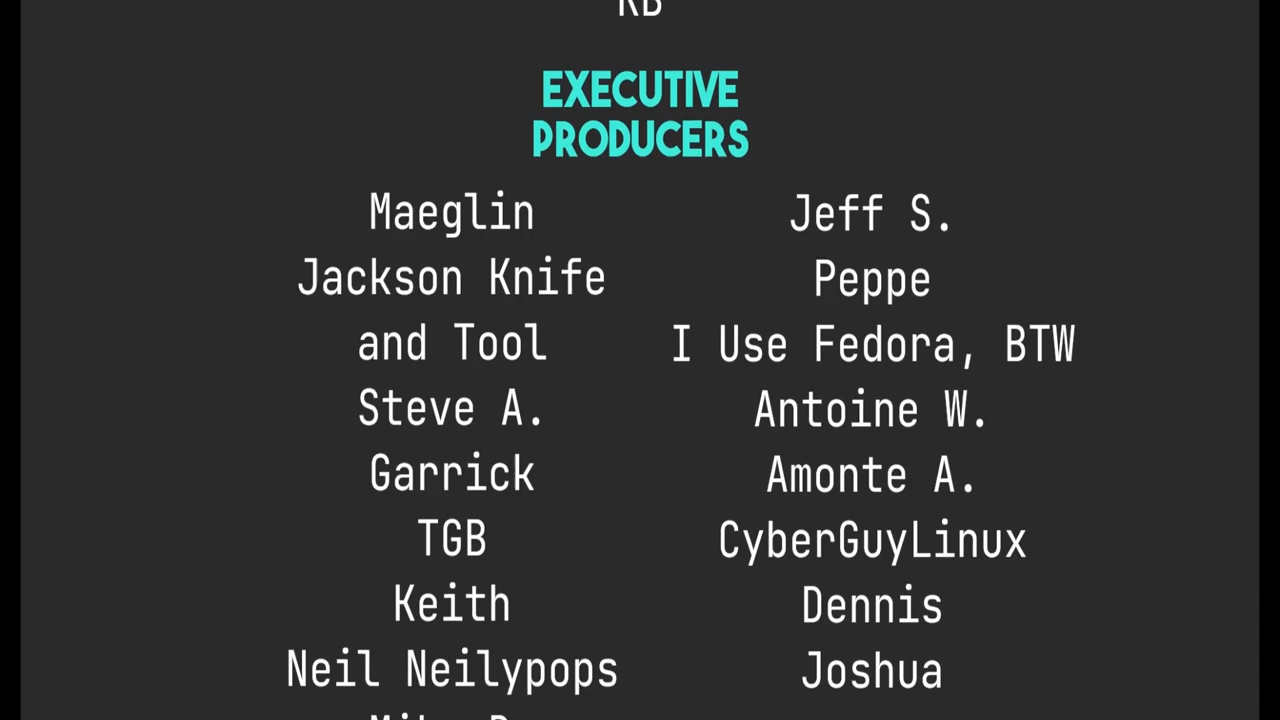 RB
EXECUTIVE
PRODUCERS
Maeglin
Jackson Knife
and Tool
Steve A.
Garrick
TGB
Keith
Neil Neilypops
Jeff S.
Peppe
I Use Fedora, BTW
Antoine W.
Amonte A.
CyberGuyLinux
Dennis
Joshua